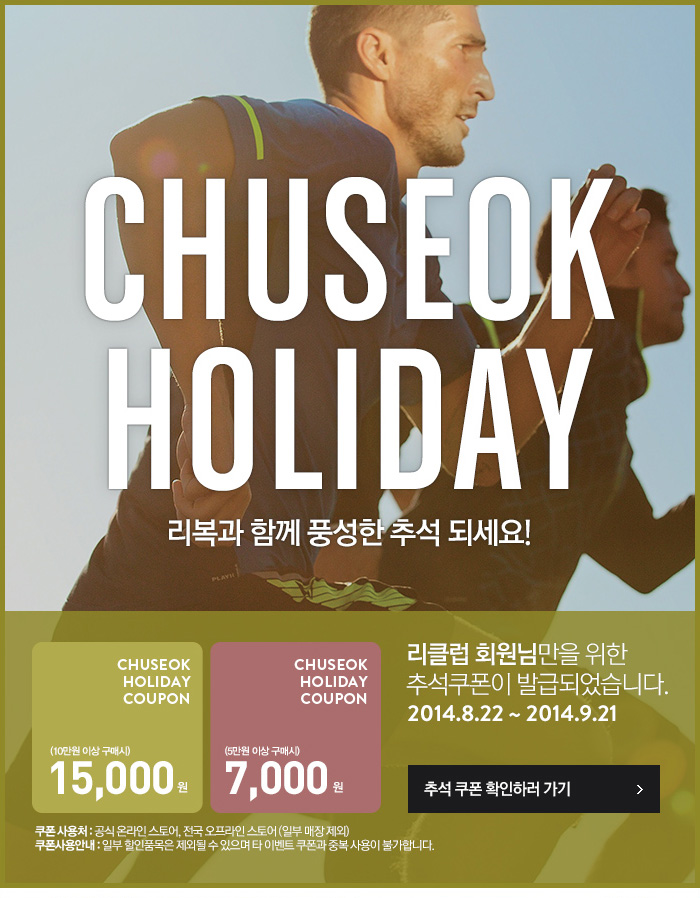 CHUSEOK
HOLIDAY
리복과 함께 풍성한 추석 되세요!
CHUSEOK
HOLIDAY
COUPON
(10만원 이상 구매시)
15,000 원
CHUSEOK
HOLIDAY
COUPON
(5만원 이상 구매시)
7,000 원
리클럽 회원님만을 위한
추석쿠폰이 발급되었습니다.
2014.8.22 ~ 2014.9.21
추석 쿠폰 확인하러 가기 >
쿠폰 사용처 : 공식 온라인 스토어, 전국 오프라인 스토어 (일부 매장 제외)
쿠폰사용안내 : 일부 할인품목은 제외될 수 있으며 타 이벤트 쿠폰과 중복 사용이 불가합니다.